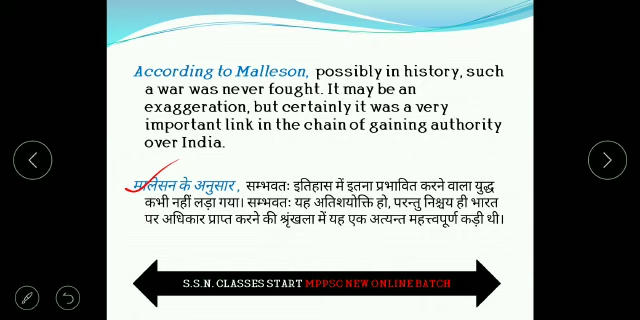 According to Malleson, possibly in history, such
a war was never fought. It may be an
exaggeration, but certainly it was a very
important link in the chain of gaining authority
over India.
मालेसन के अनुसार, सम्भवतः इतिहास में इतना प्रभावित करने वाला युद्ध
कभी नहीं लड़ा गया। सम्भवतः यह अतिशयोक्ति हो, परन्तु निश्चय ही भारत
पर अधिकार प्राप्त करने की श्रृंखला में यह एक अत्यन्त महत्त्वपूर्ण कड़ी थी।
S.S.N. CLASSES START MPPSC NEW ONLINE BATCH